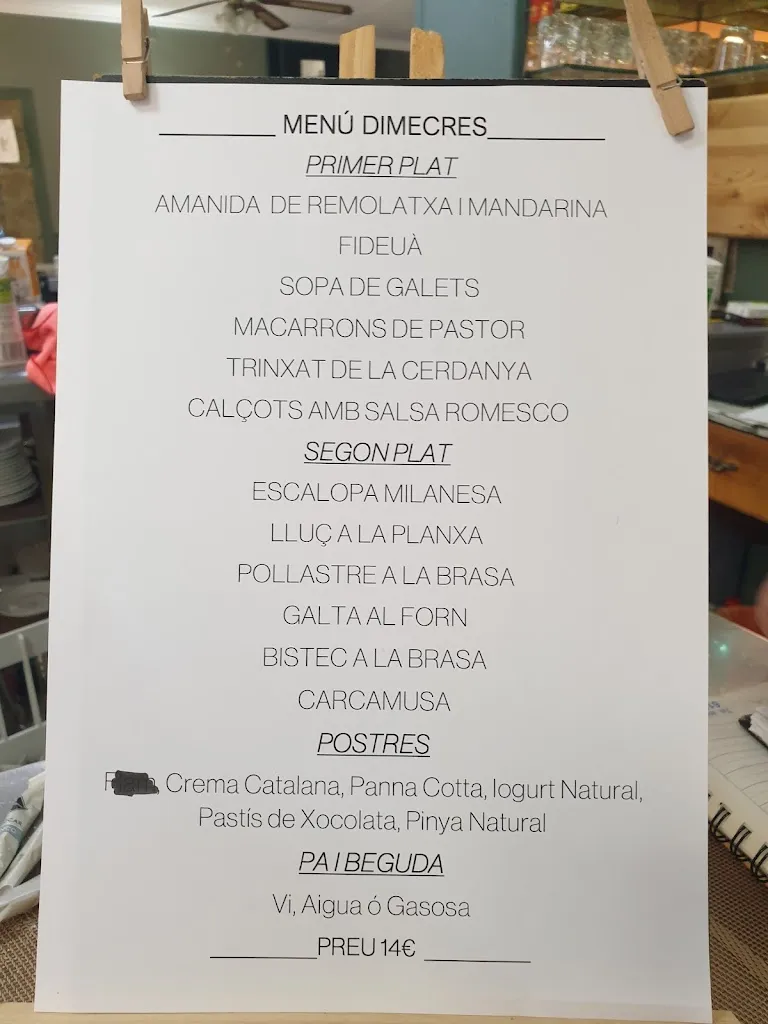 MENÚ DIMECRES
PRIMER PLAT
AMANIDA DE REMOLATXA I MANDARINA
FIDEUÀ
SOPA DE GALETS
MACARRONS DE PASTOR
TRINXAT DE LA CERDANYA
CALÇOTS AMB SALSA ROMESCO
SEGON PLAT
ESCALOPA MILANESA
LLUÇ A LA PLANXA
POLLASTRE A LA BRASA
GALTA AL FORN
BISTEC A LA BRASA
CARCAMUSA
POSTRES
Crema Catalana, Panna Cotta, Iogurt Natural,
Pastís de Xocolata, Pinya Natural
PA I BEGUDA
Vi, Aigua ó Gasosa
PREU 14€